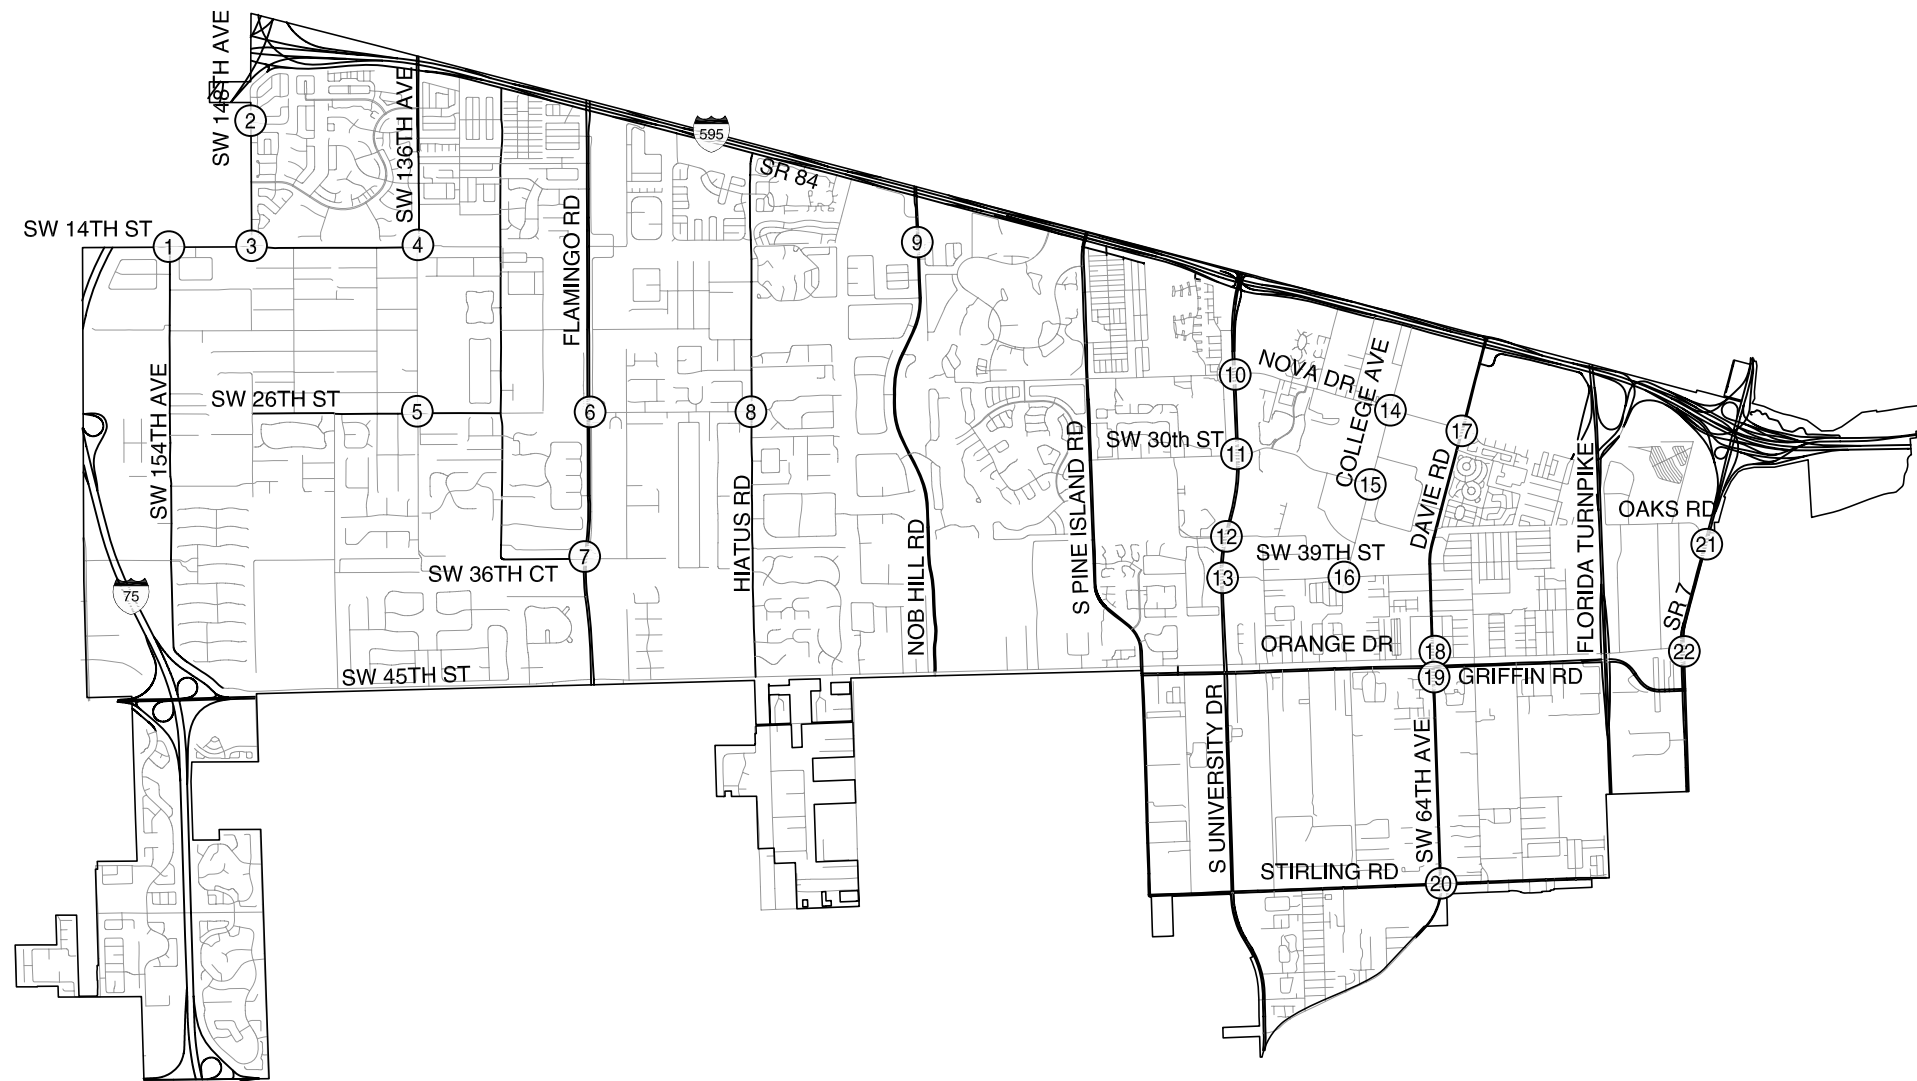 SW 148TH AVE
2
SW 136TH AVE
595
SR 84
SW 14TH ST
1
3
4
FLAMINGO RD
9
SW 154TH AVE
SW 26TH ST
5
6
8
10
NOVA DR
COLLEGE AVE
14
17
SW 30th ST
11
15
S PINE ISLAND RD
DAVIE RD
FLORIDA TURNPIKE
OAKS RD
21
HIATUS RD
NOB HILL RD
7
SW 36TH CT
12
SW 39TH ST
13
16
75
SR 7
ORANGE DR
18
22
SW 45TH ST
19
GRIFFIN RD
S UNIVERSITY DR
SW 64TH AVE
STIRLING RD
20